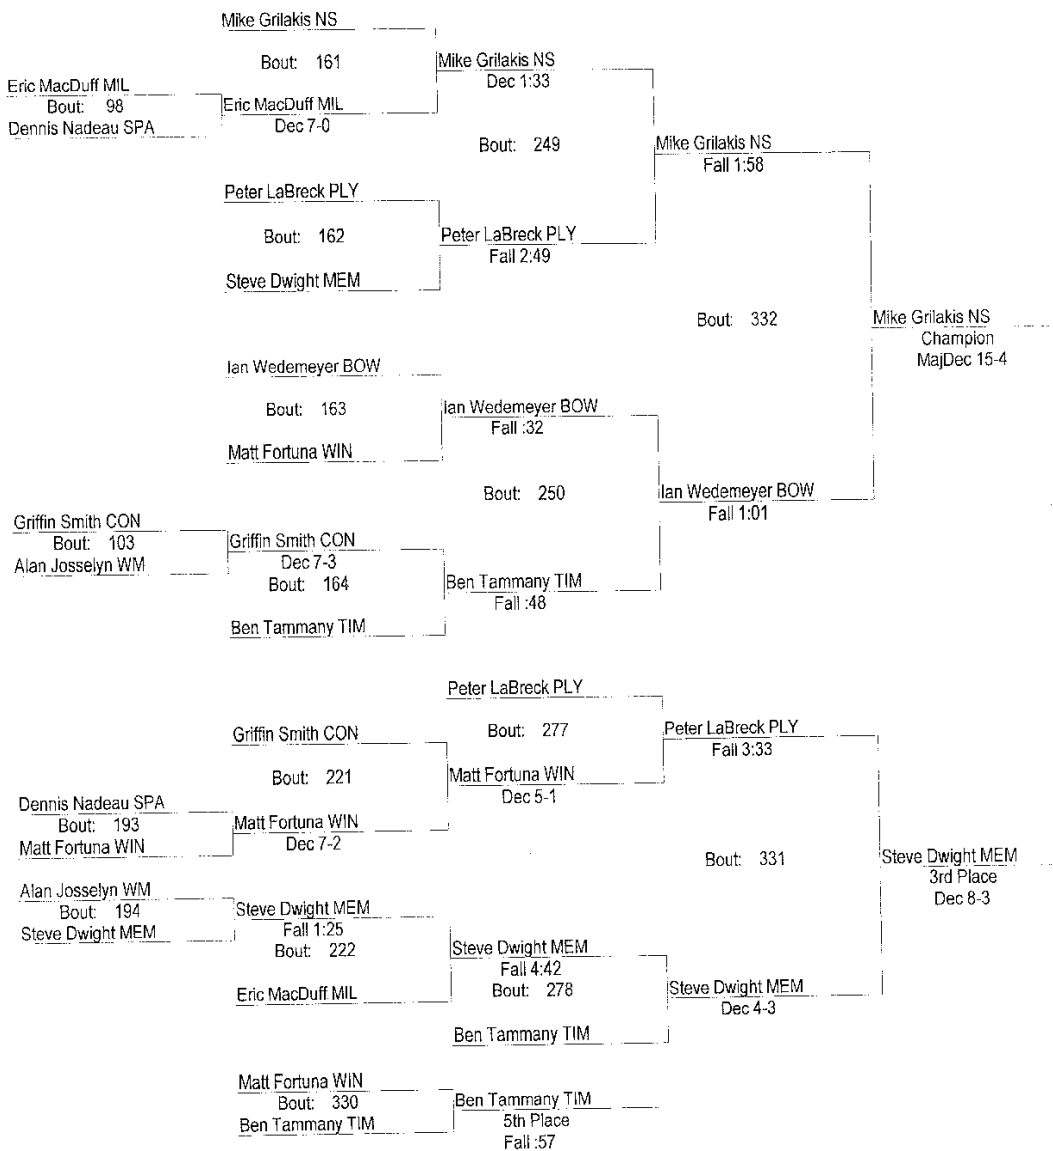 Mike Grilakis NS
Bout: 161
Mike Grilakis NS
Dec 1:33
Eric MacDuff MIL
Bout: 98
Dennis Nadeau SPA
Eric MacDuff MIL
Dec 7-0
Bout: 249
Mike Grilakis NS
Fall 1:58
Peter LaBreck PLY
Bout: 162
Peter LaBreck PLY
Fall 2:49
Steve Dwight MEM
Bout: 332
Mike Grilakis NS
Champion
MajDec 15-4
Ian Wedemeyer BOW
Bout: 163
Ian Wedemeyer BOW
Fall :32
Matt Fortuna WIN
Bout: 250
Ian Wedemeyer BOW
Fall 1:01
Griffin Smith CON
Bout: 103
Alan Josselyn WM
Griffin Smith CON
Dec 7-3
Bout: 164
Ben Tammany TIM
Fall :48
Ben Tammany TIM
Peter LaBreck PLY
Bout: 277
Peter LaBreck PLY
Fall 3:33
Griffin Smith CON
Bout: 221
Matt Fortuna WIN
Dec 5-1
Dennis Nadeau SPA
Bout: 193
Matt Fortuna WIN
Matt Fortuna WIN
Dec 7-2
Bout: 331
Steve Dwight MEM
3rd Place
Dec 8-3
Alan Josselyn WM
Bout: 194
Steve Dwight MEM
Steve Dwight MEM
Fall 1:25
Bout: 222
Steve Dwight MEM
Fall 4:42
Bout: 278
Eric MacDuff MIL
Steve Dwight MEM
Dec 4-3
Ben Tammany TIM
Matt Fortuna WIN
Bout: 330
Ben Tammany TIM
Ben Tammany TIM
5th Place
Fall :57